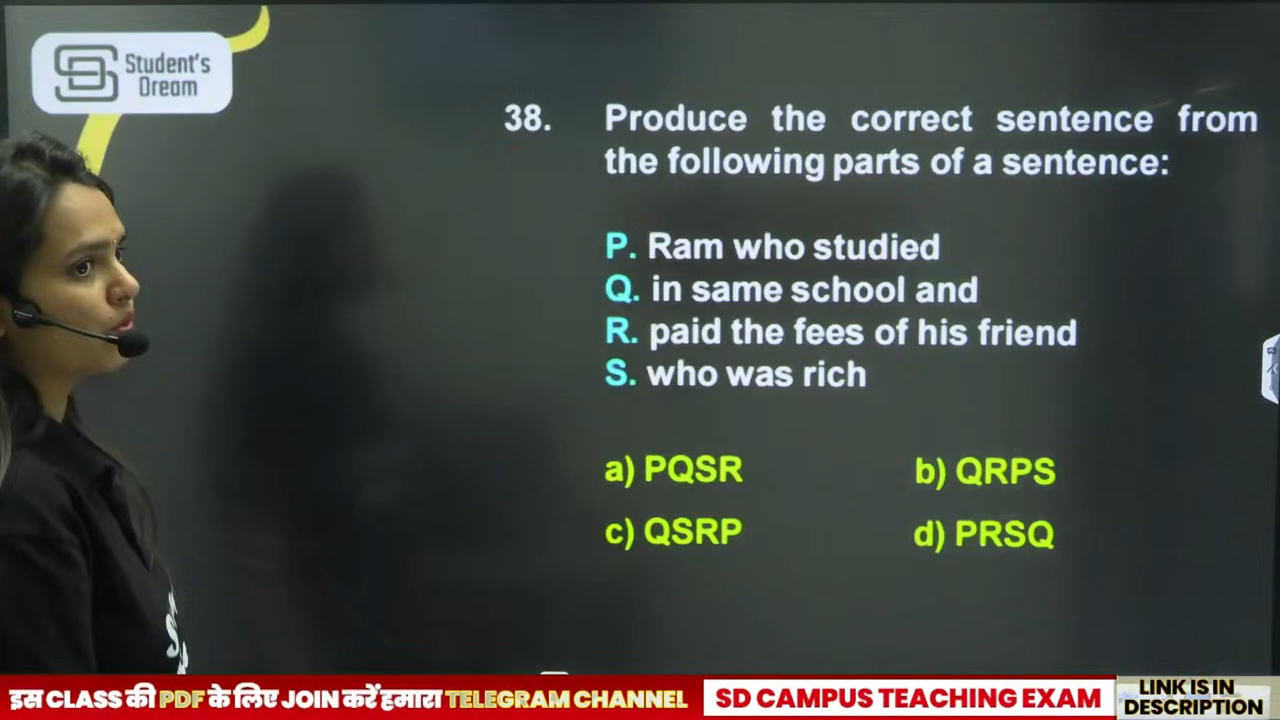 Student's
Dream
38. Produce the correct sentence from
the following parts of a sentence:
P. Ram who studied
Q. in same school and
R. paid the fees of his friend
S. who was rich
a) PQSR b) QRPS
c) QSRP d) PRSQ
इस CLASS की PDF के लिए JOIN करें हमारा TELEGRAM CHANNEL
SD CAMPUS TEACHING EXAM
LINK IS IN
DESCRIPTION